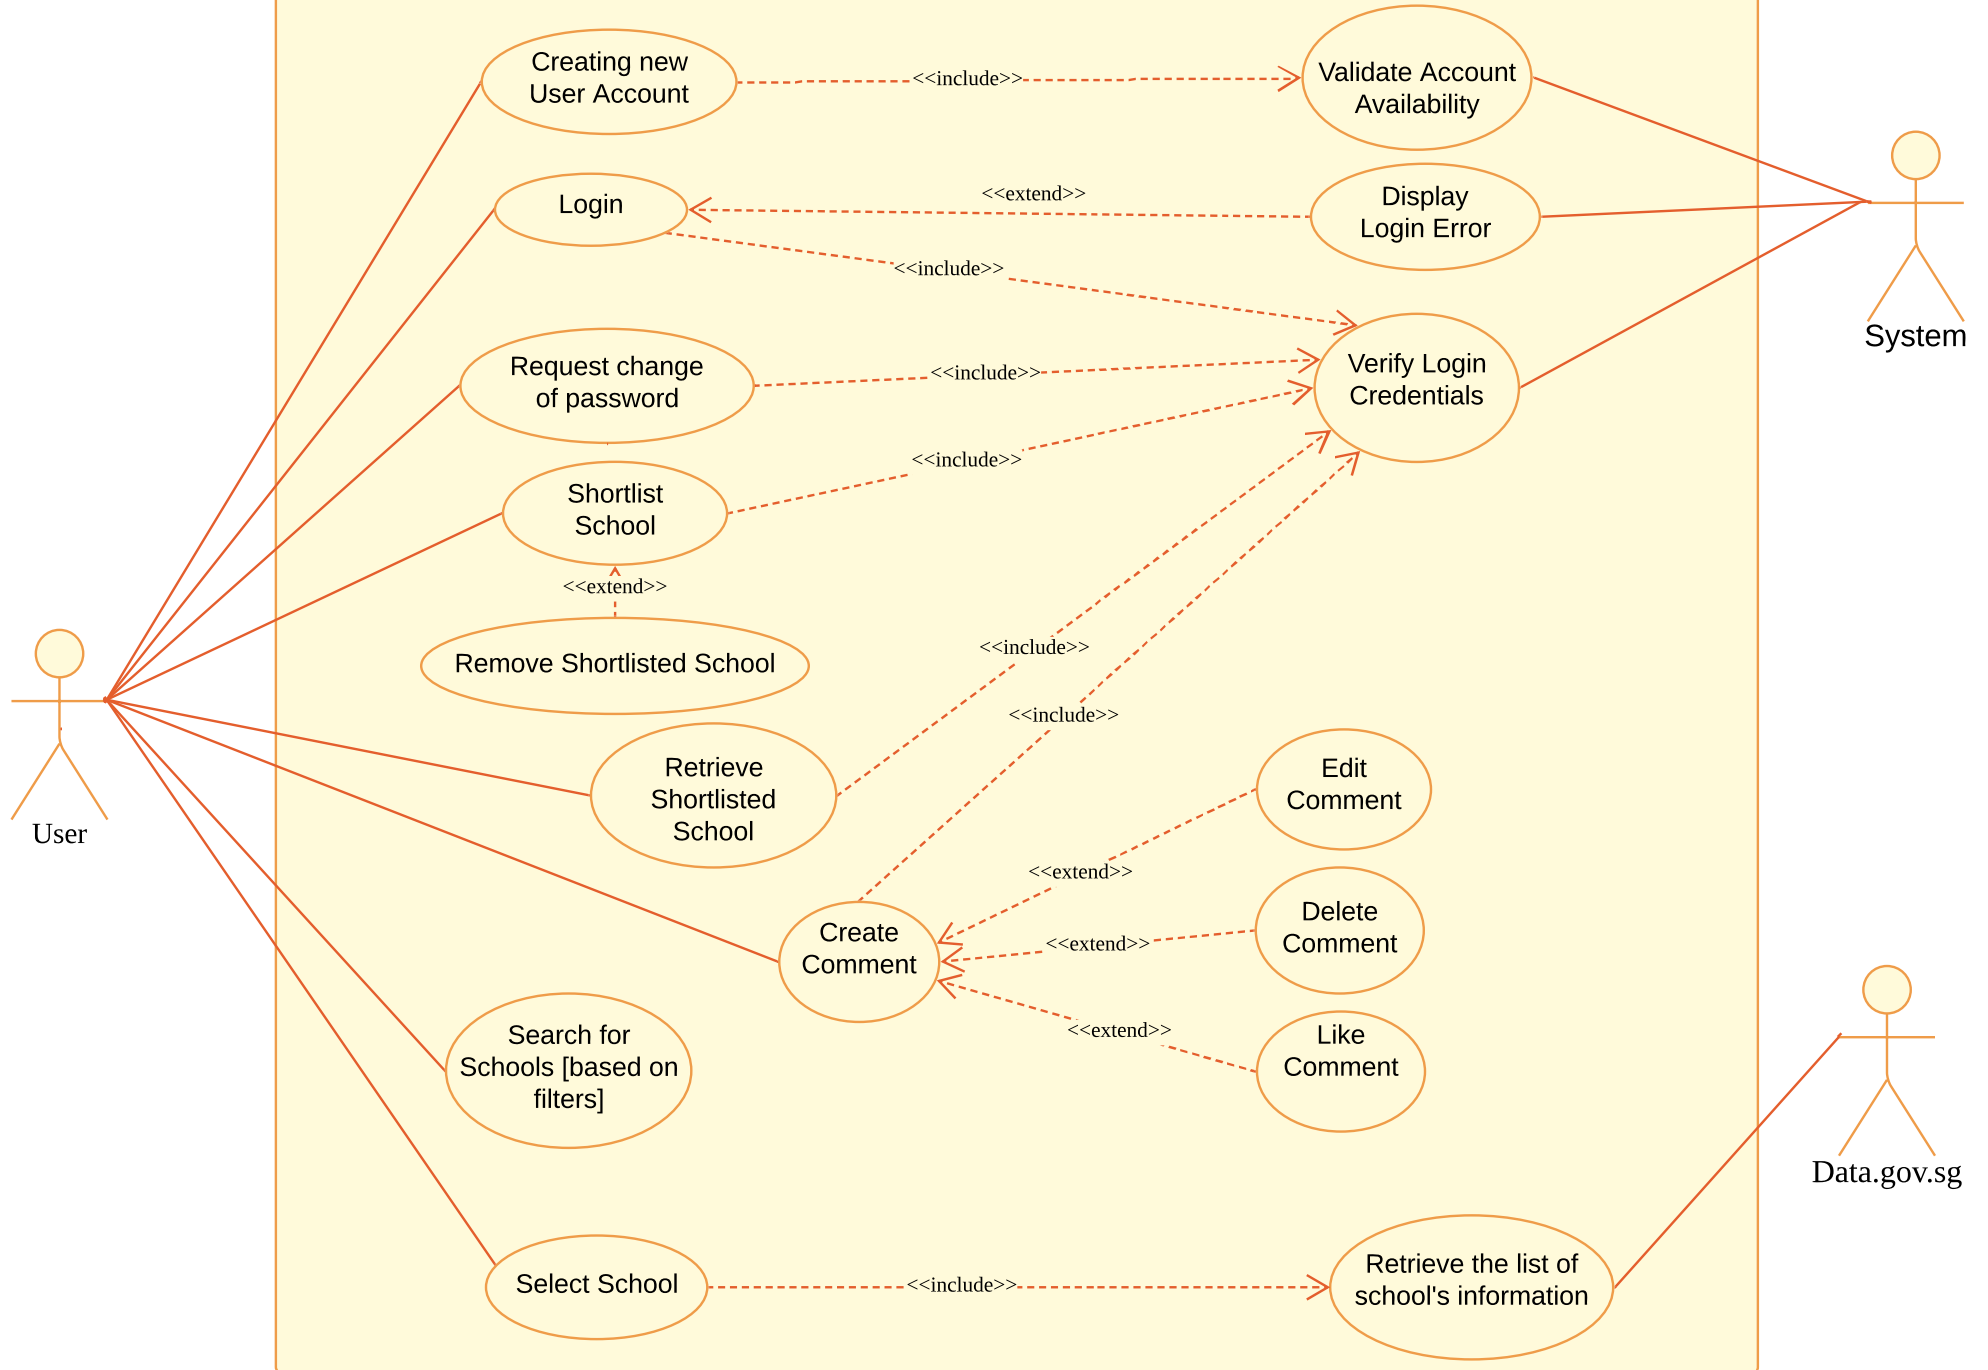 Creating new
User Account
<<include>>
Validate Account
Availability
Login
<<extend>>
Display
Login Error
<<include>>
System
Request change
of password
<<include>>
Verify Login
Credentials
Shortlist
School
<<include>>
<<extend>>
Remove Shortlisted School
<<include>>
<<include>>
User
Retrieve
Shortlisted
School
Edit
Comment
<<extend>>
Create
Comment
<<extend>>
Delete
Comment
<<extend>>
Like
Comment
Search for
Schools [based on
filters]
Data.gov.sg
Select School
<<include>>
Retrieve the list of
school's information